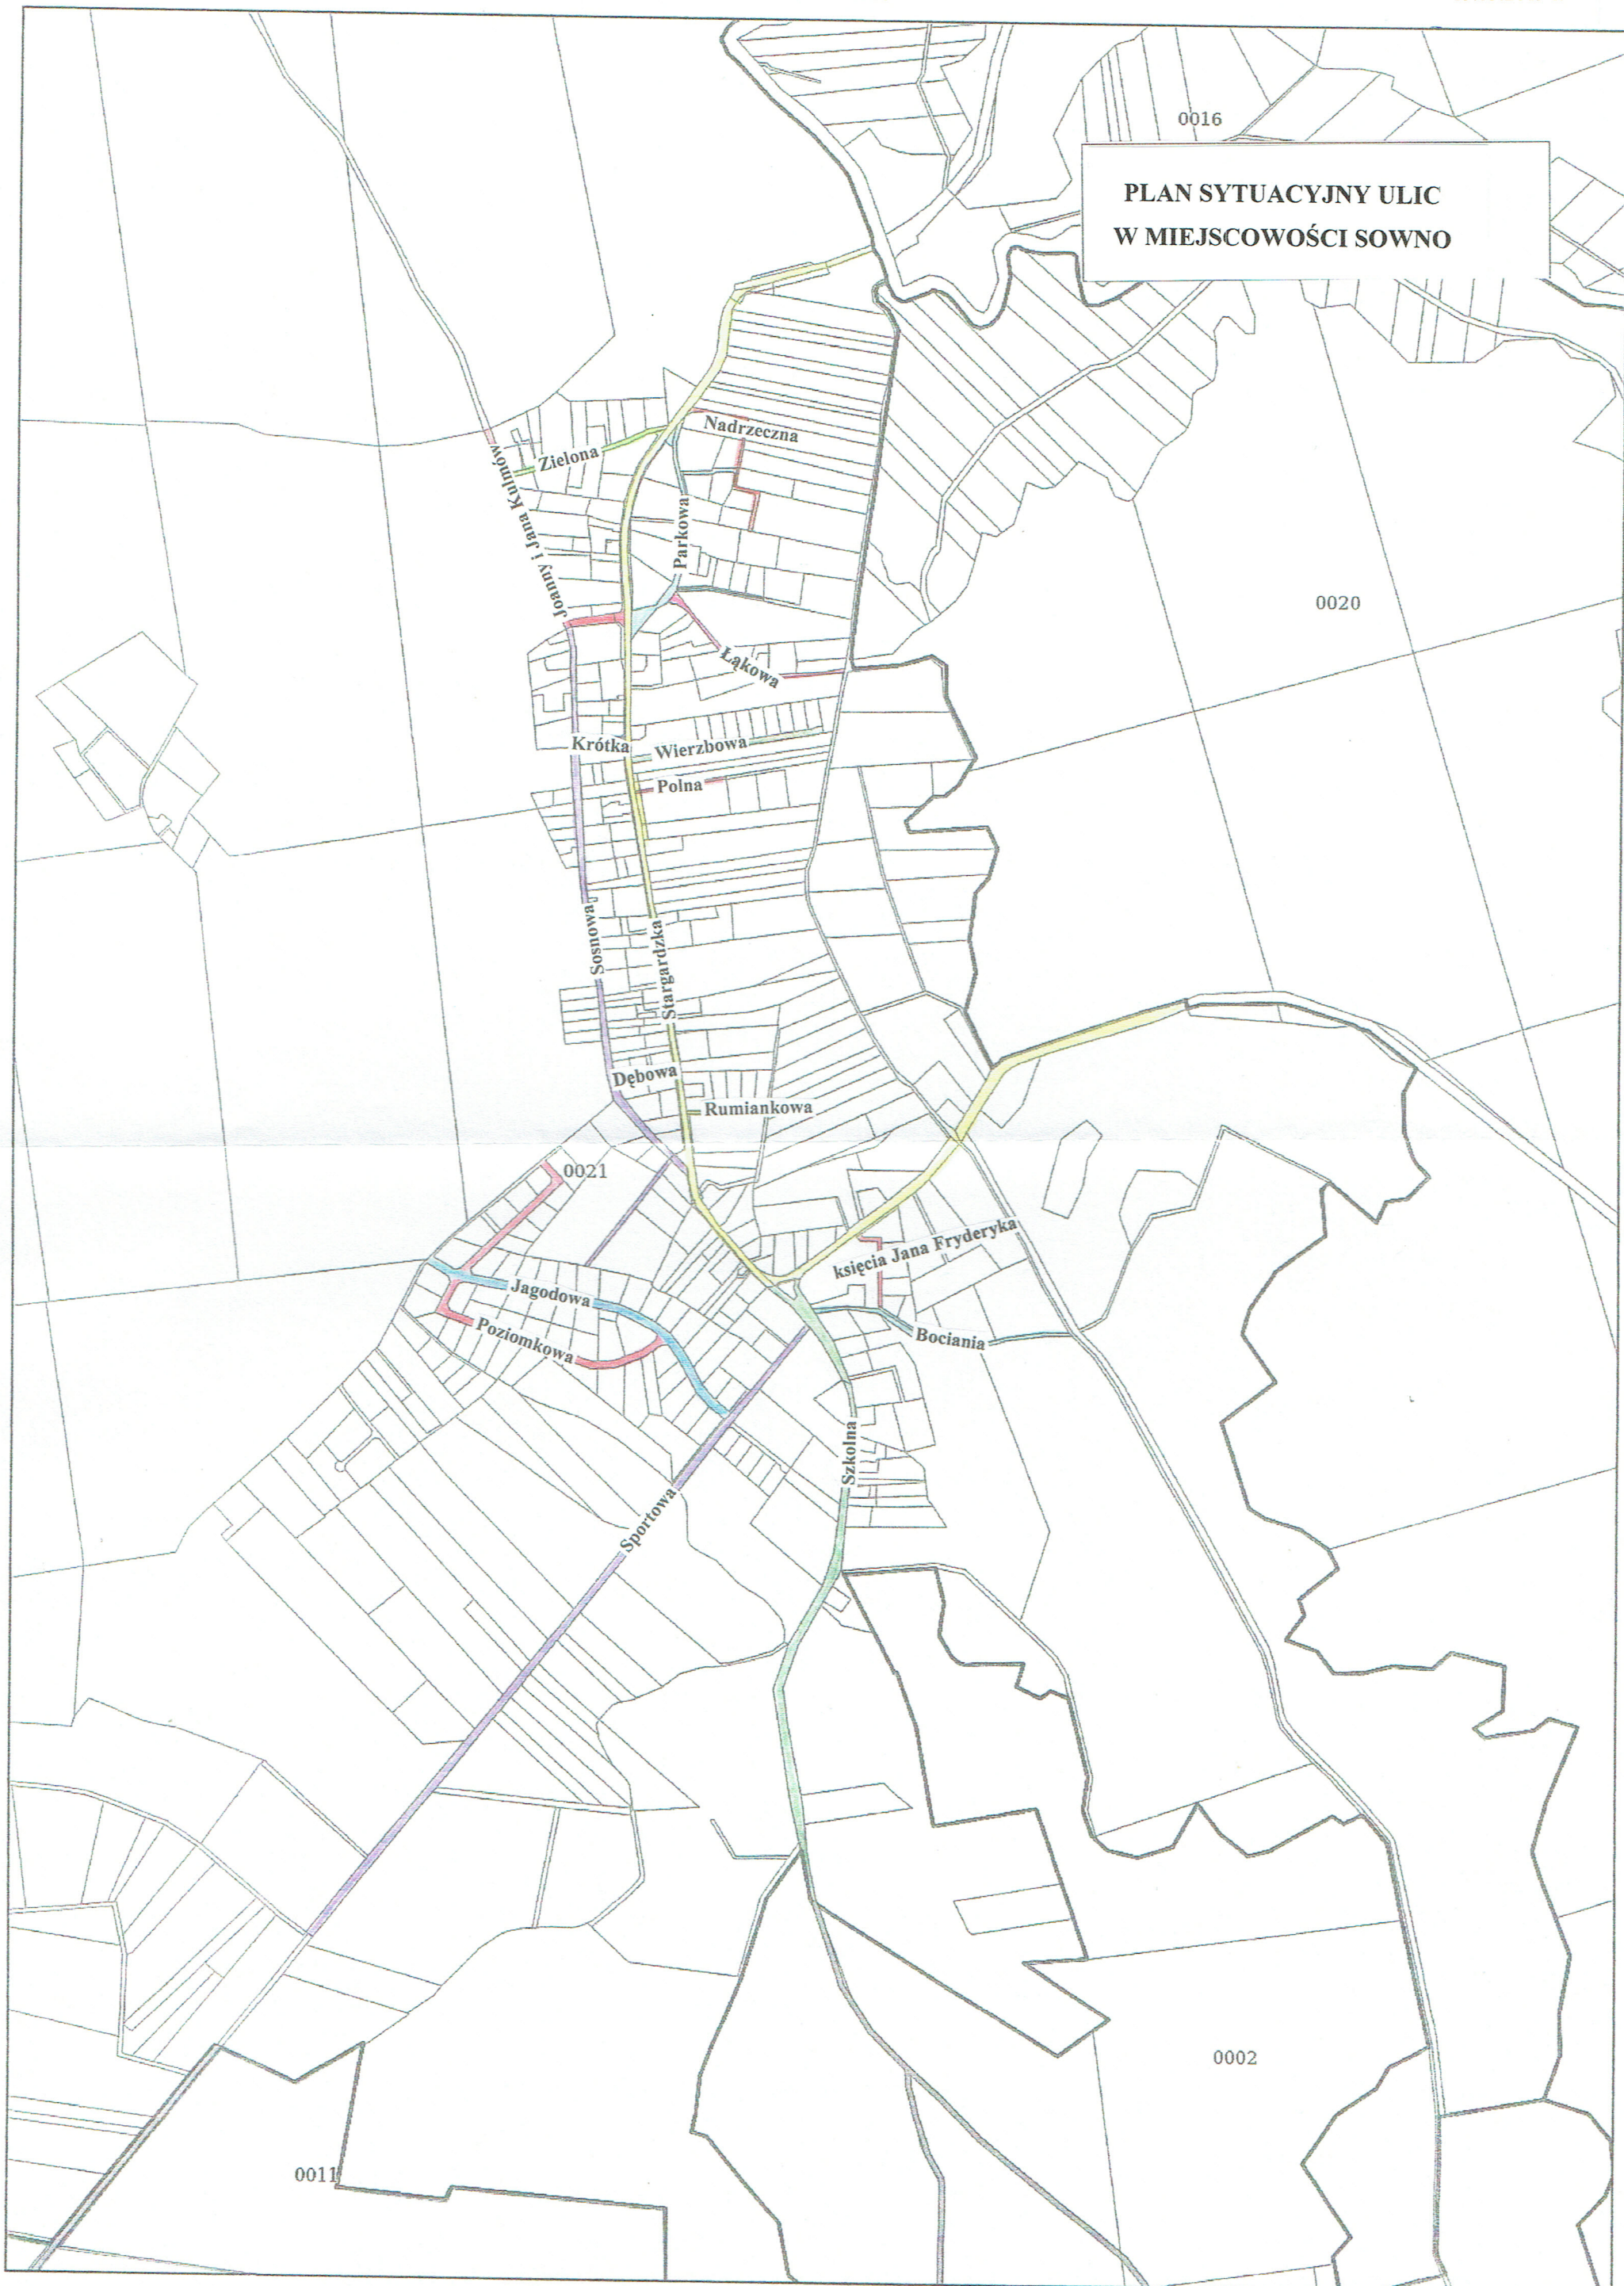 0016
PLAN SYTUACYJNY ULIC
W MIEJSCOWOŚCI SOWNO
Nadrzeczna
Zielona
Joanny i Jana Kulmów
Parkowa
0020
Łąkowa
Krótka
Wierzbowa
Polna
Sosnowa
Stargardzka
Dębowa
Rumiankowa
0021
księcia Jana Fryderyka
Jagodowa
Poziomkowa
Bociania
Szkolna
Sportowa
0002
0011